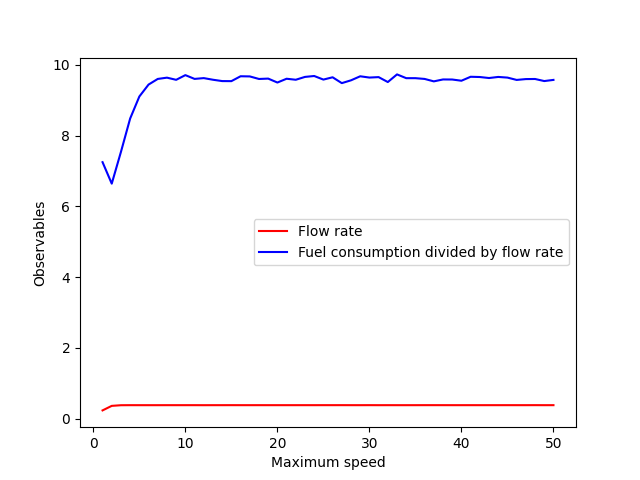 10
8
6
4
2
0
Observables
Flow rate
Fuel consumption divided by flow rate
0 10 20 30 40 50
Maximum speed